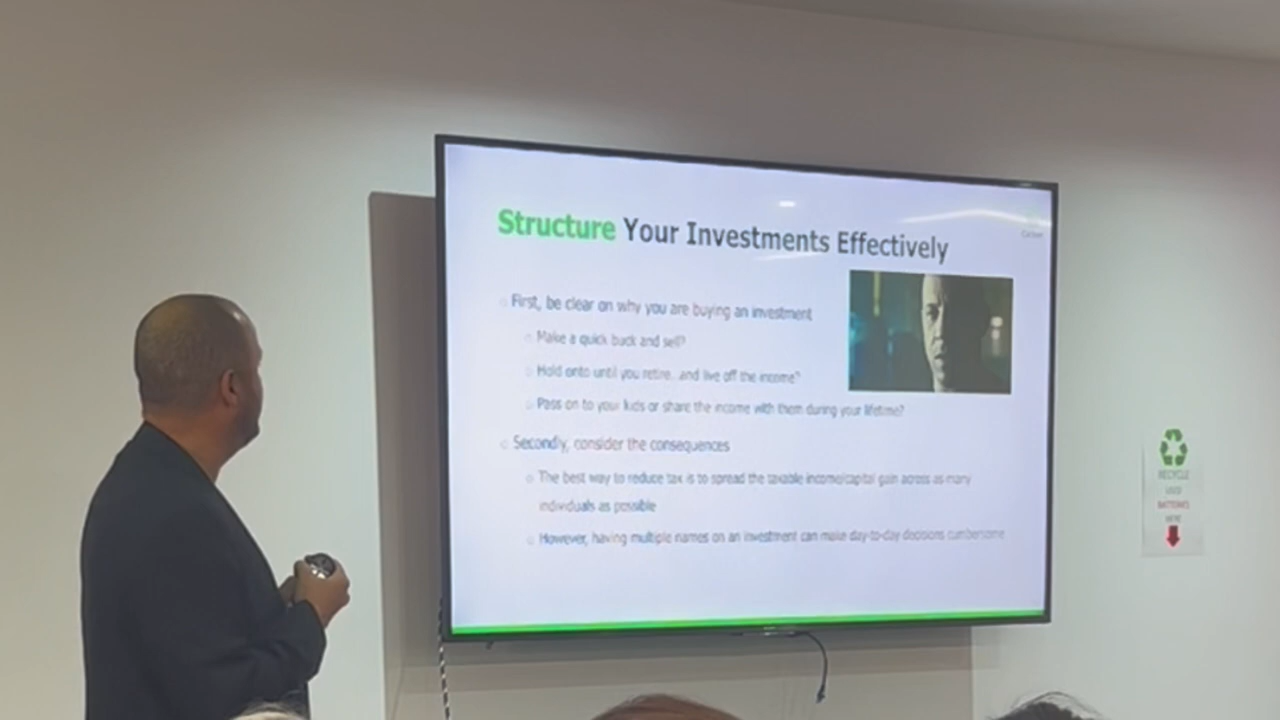 Structure Your Investments Effectively
First, be clear on why you are buying an investment
Make a quick buck and sell?
Hold onto until you retire...and live off the income?
Pass on to your kids or share the income with them during your lifetime?
Secondly, consider the consequences
The best way to reduce tax is to spread the taxable income/capital gain across as many
individuals as possible
However, having multiple names on an investment can make day-to-day decisions cumbersome
RECYCLE
USED
BATTERIES
HERE